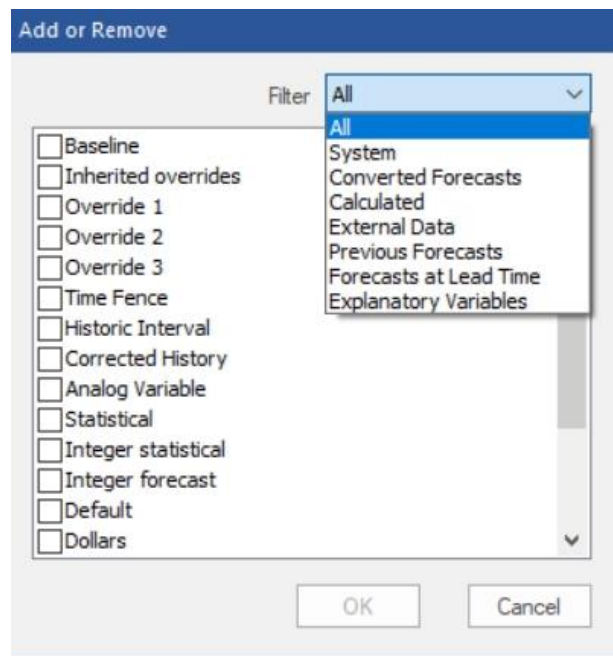 Add or Remove
Filter All
All
System
Converted Forecasts
Calculated
External Data
Previous Forecasts
Forecasts at Lead Time
Explanatory Variables
Baseline
Inherited overrides
Override 1
Override 2
Override 3
Time Fence
Historic Interval
Corrected History
Analog Variable
Statistical
Integer statistical
Integer forecast
Default
Dollars
OK Cancel